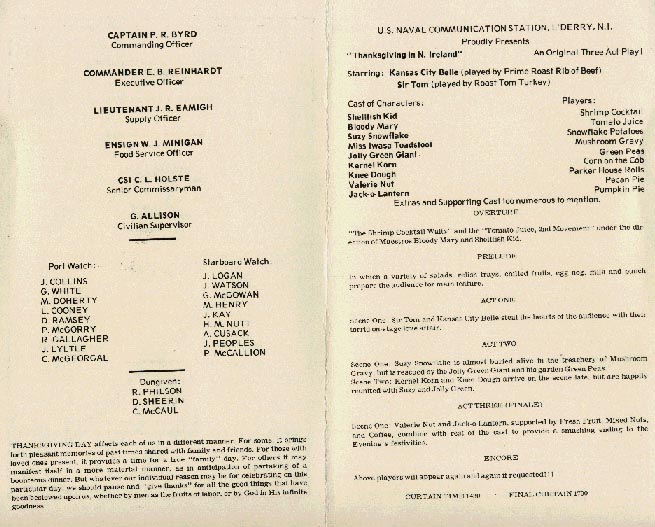 CAPTAIN P. R. BYRD
Commanding Officer
COMMANDER E. B. REINHARDT
Executive Officer
LIEUTENANT J. R. EAMIGH
Supply Officer
ENSIGN W. J. MINIGAN
Food Service Officer
CSI C. L. HOLSTE
Senior Commissaryman
G. ALLISON
Civilian Supervisor
Port Watch:
J. COLLINS
G. WHITE
M. DOHERTY
L. COONEY
D. RAMSEY
P. McGORRY
R. GALLAGHER
J. LYTTLE
C. McGEORGAL
Starboard Watch:
J. LOGAN
J. WATSON
G. McGOWAN
M. HENRY
J. KAY
H. M. NUTT
A. CUSACK
J. PEOPLES
P. McCALLION
Dungiven:
R. PHILSON
D. SHEERIN
C. McCAUL
THANKSGIVING DAY affects each of us in a different manner. For some, it brings
forth pleasant memories of past times shared with family and friends. For those with
loved ones present, it provides a time for a true "family" day. For others it may
manifest itself in a more material manner, as in anticipation of partaking of a
bounteous dinner. But whatever our individual reason may be for celebrating on this
particular day, we should pause and "give thanks" for all the good things that have
been bestowed upon us, whether by men as the fruits of labor, or by God in His infinite
goodness.
U.S. NAVAL COMMUNICATION STATION, L'DERRY, N.I.
Proudly Presents
"Thanksgiving in N. Ireland" An Original Three Act Play!
Starring: Kansas City Belle (played by Prime Roast Rib of Beef)
Sir Tom (played by Roast Tom Turkey)
Cast of Characters:
Shellfish Kid
Bloody Mary
Suzy Snowflake
Miss Iwasa Toadstool
Jolly Green Giant
Kernel Korn
Knee Dough
Valerie Nut
Jack-o-Lantern
Players:
Shrimp Cocktail
Tomato Juice
Snowflake Potatoes
Mushroom Gravy
Green Peas
Corn on the Cob
Parker House Rolls
Pecan Pie
Pumpkin Pie
Extras and Supporting Cast too numerous to mention.
OVERTURE
"The Shrimp Cocktail Waltz" and the "Tomato Juice, 2nd Movement" under the dir-
ection of Maestros Bloody Mary and Shellfish Kid.
PRELUDE
In which a variety of salads, relish trays, chilled fruits, egg nog, milk and punch
prepare the audience for main feature.
ACT ONE
Scene One: Sir Tom and Kansas City Belle steal the hearts of the audience with their
torrid on-stage love affair.
ACT TWO
Scene One: Suzy Snowflake is almost buried alive in the treachery of Mushroom
Gravy, but is rescued by the Jolly Green Giant and his garden Green Peas.
Scene Two: Kernel Korn and Knee Dough arrive on the scene late, but are happily
reunited with Suzy and Jolly Green.
ACT THREE (FINALE)
Scene One: Valerie Nut and Jack-o-Lantern, supported by Fresh Fruit, Mixed Nuts,
and Coffee, combine with rest of the cast to provide a smashing ending to the
Evening's festivities.
ENCORE
Above players will appear again and again if requested!!!
CURTAIN TIME 1430 FINAL CURTAIN 1700